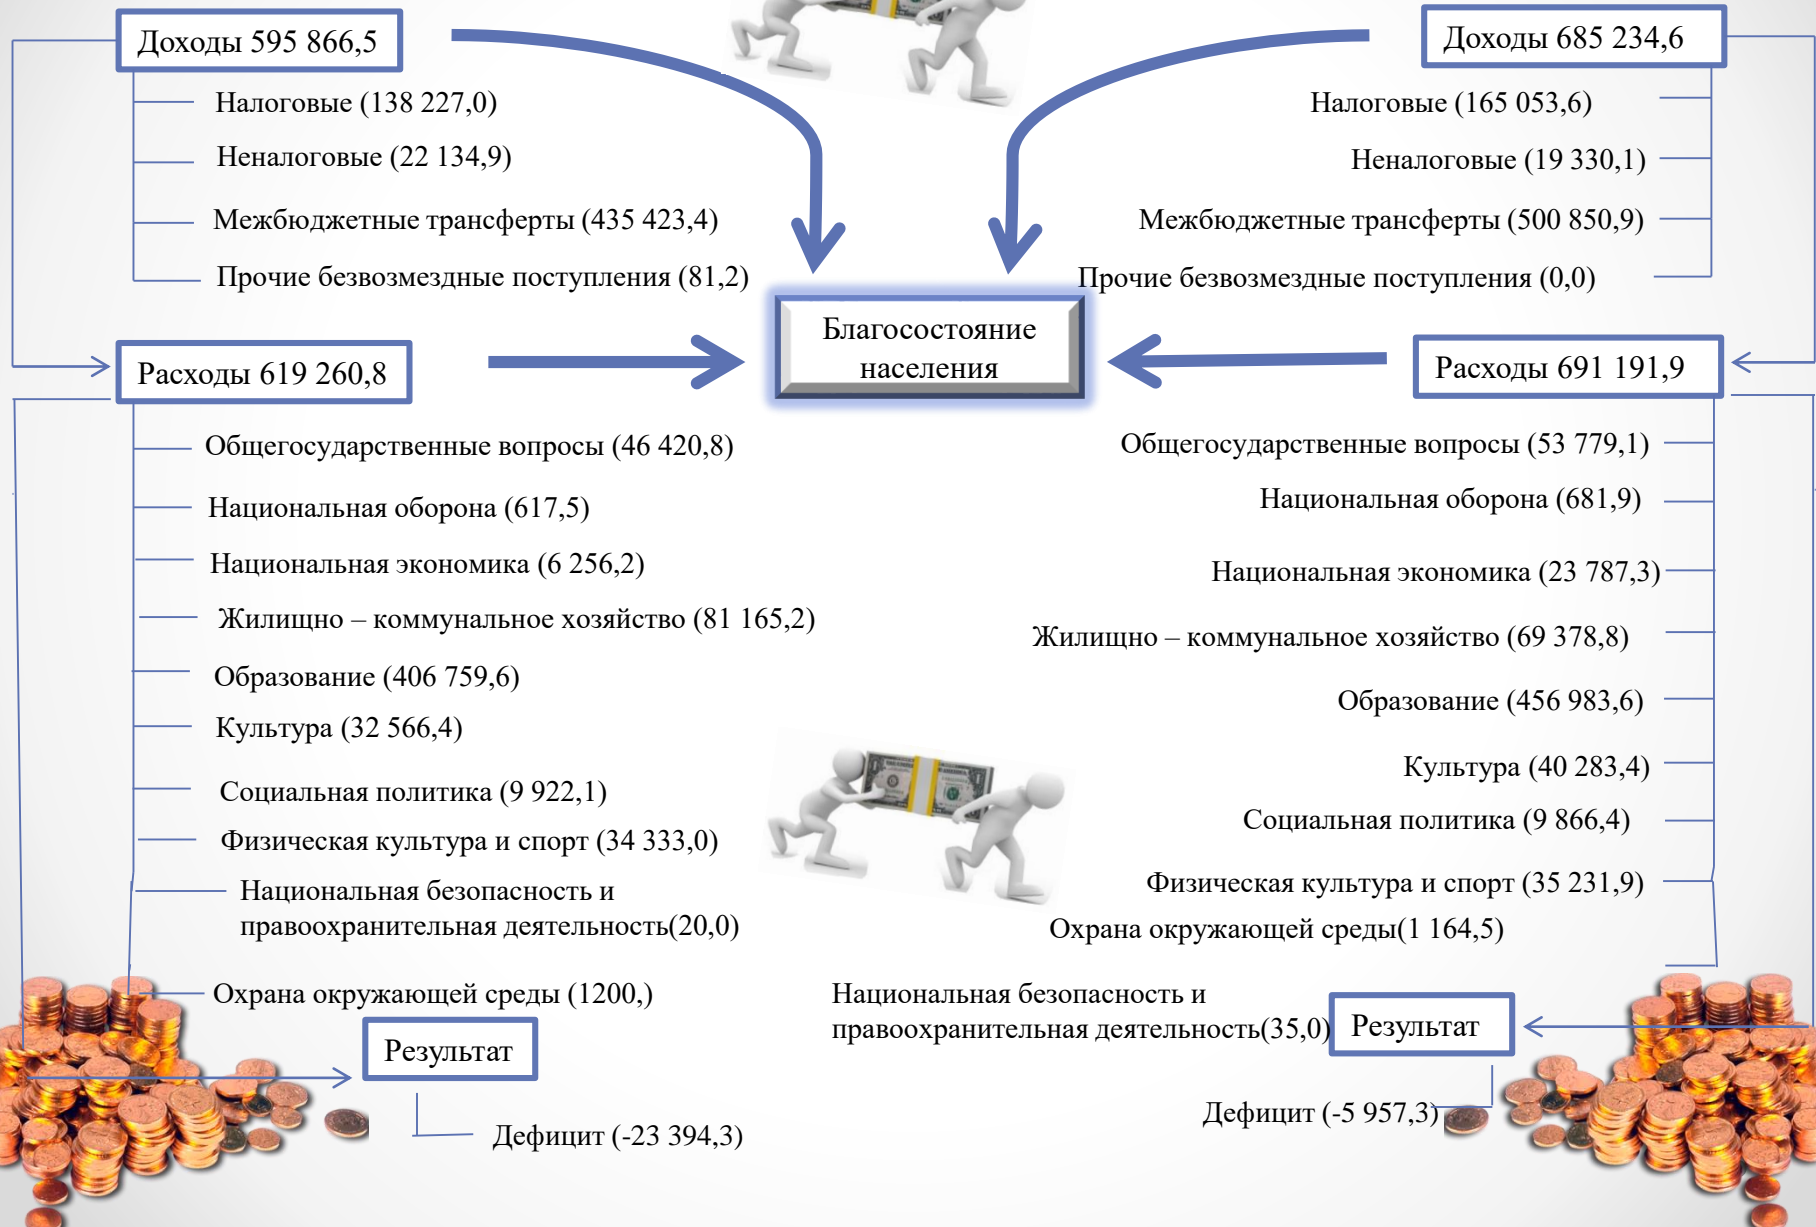 Доходы 595 866,5
Налоговые (138 227,0)
Неналоговые (22 134,9)
Межбюджетные трансферты (435 423,4)
Прочие безвозмездные поступления (81,2)
Расходы 619 260,8
Общегосударственные вопросы (46 420,8)
Национальная оборона (617,5)
Национальная экономика (6 256,2)
Жилищно – коммунальное хозяйство (81 165,2)
Образование (406 759,6)
Культура (32 566,4)
Социальная политика (9 922,1)
Физическая культура и спорт (34 333,0)
Национальная безопасность и
правоохранительная деятельность(20,0)
Охрана окружающей среды (1200,)
Результат
Дефицит (-23 394,3)
Благосостояние
населения
Доходы 685 234,6
Налоговые (165 053,6)
Неналоговые (19 330,1)
Межбюджетные трансферты (500 850,9)
Прочие безвозмездные поступления (0,0)
Расходы 691 191,9
Общегосударственные вопросы (53 779,1)
Национальная оборона (681,9)
Национальная экономика (23 787,3)
Жилищно – коммунальное хозяйство (69 378,8)
Образование (456 983,6)
Культура (40 283,4)
Социальная политика (9 866,4)
Физическая культура и спорт (35 231,9)
Охрана окружающей среды(1 164,5)
Национальная безопасность и
правоохранительная деятельность(35,0)
Результат
Дефицит (-5 957,3)